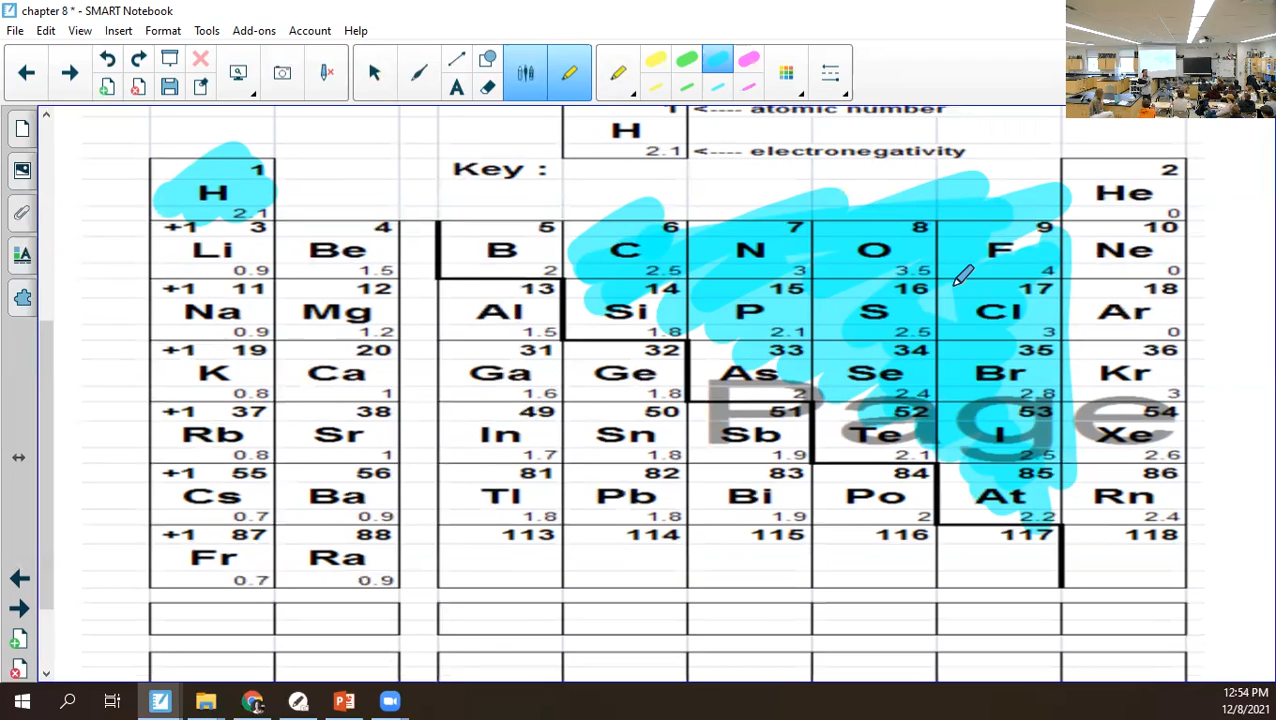 chapter 8 * - SMART Notebook
File Edit View Insert Format Tools Add-ons Account Help
1 <---- atomic number
H
2.1 <---- electronegativity
Key :
1 2
H He
2.1 0
+1 3 4 5 6 7 8 9 10
Li Be B C N O F Ne
0.9 1.5 2 2.5 3 3.5 4 0
+1 11 12 13 14 15 16 17 18
Na Mg Al Si P S Cl Ar
0.9 1.2 1.5 1.8 2.1 2.5 3 0
+1 19 20 31 32 33 34 35 36
K Ca Ga Ge As Se Br Kr
0.8 1 1.6 1.8 2 2.4 2.8 3
Page
+1 37 38 49 50 51 52 53 54
Rb Sr In Sn Sb Te I Xe
0.8 1 1.7 1.8 1.9 2.1 2.5 2.6
+1 55 56 81 82 83 84 85 86
Cs Ba Tl Pb Bi Po At Rn
0.7 0.9 1.8 1.8 1.9 2 2.2 2.4
+1 87 88 113 114 115 116 117 118
Fr Ra
0.7 0.9
12:54 PM
12/8/2021